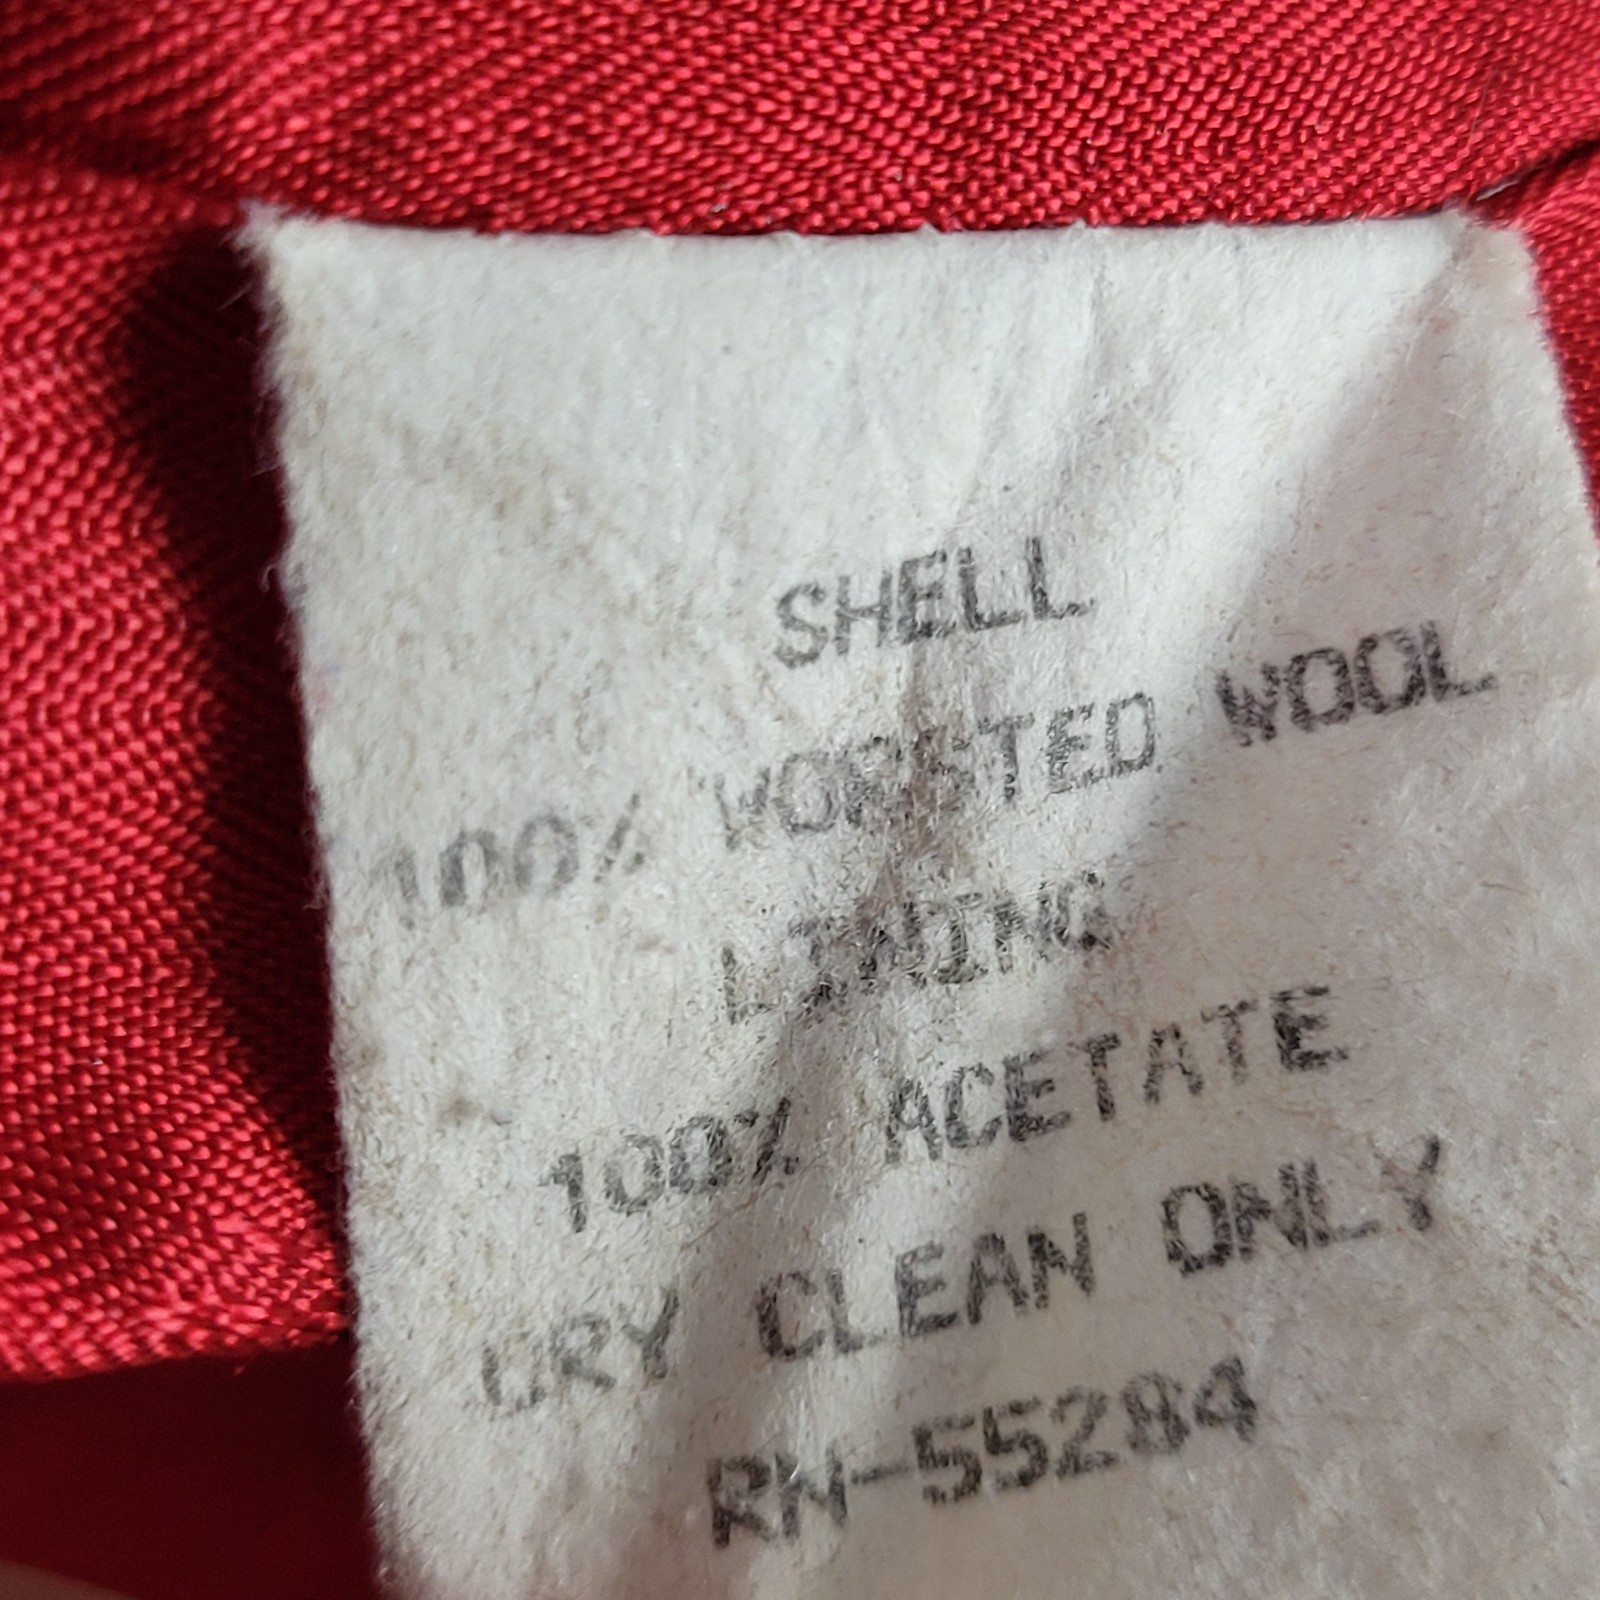 SHELL
100% WORSTED WOOL
LINING
100% ACETATE
DRY CLEAN ONLY
RN-55284